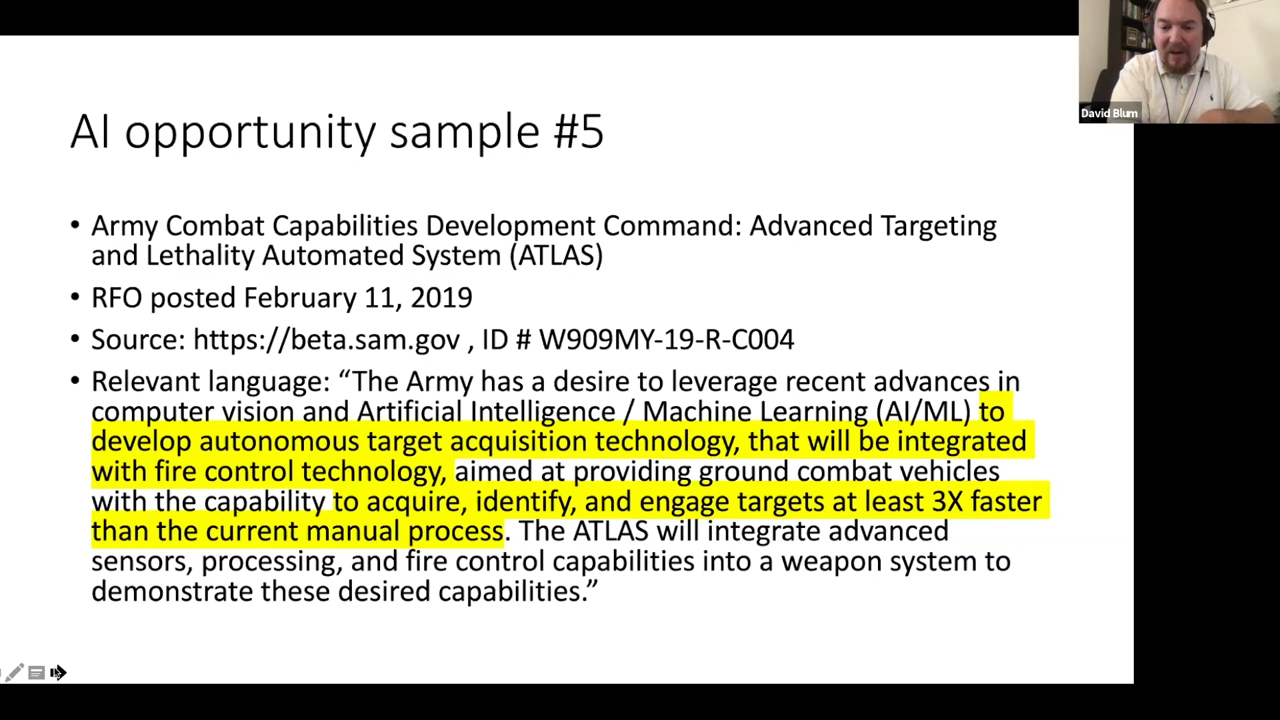 David Blum
AI opportunity sample #5
• Army Combat Capabilities Development Command: Advanced Targeting
and Lethality Automated System (ATLAS)
• RFO posted February 11, 2019
• Source: https://beta.sam.gov , ID # W909MY-19-R-C004
• Relevant language: “The Army has a desire to leverage recent advances in
computer vision and Artificial Intelligence / Machine Learning (AI/ML) to
develop autonomous target acquisition technology, that will be integrated
with fire control technology, aimed at providing ground combat vehicles
with the capability to acquire, identify, and engage targets at least 3X faster
than the current manual process. The ATLAS will integrate advanced
sensors, processing, and fire control capabilities into a weapon system to
demonstrate these desired capabilities.”